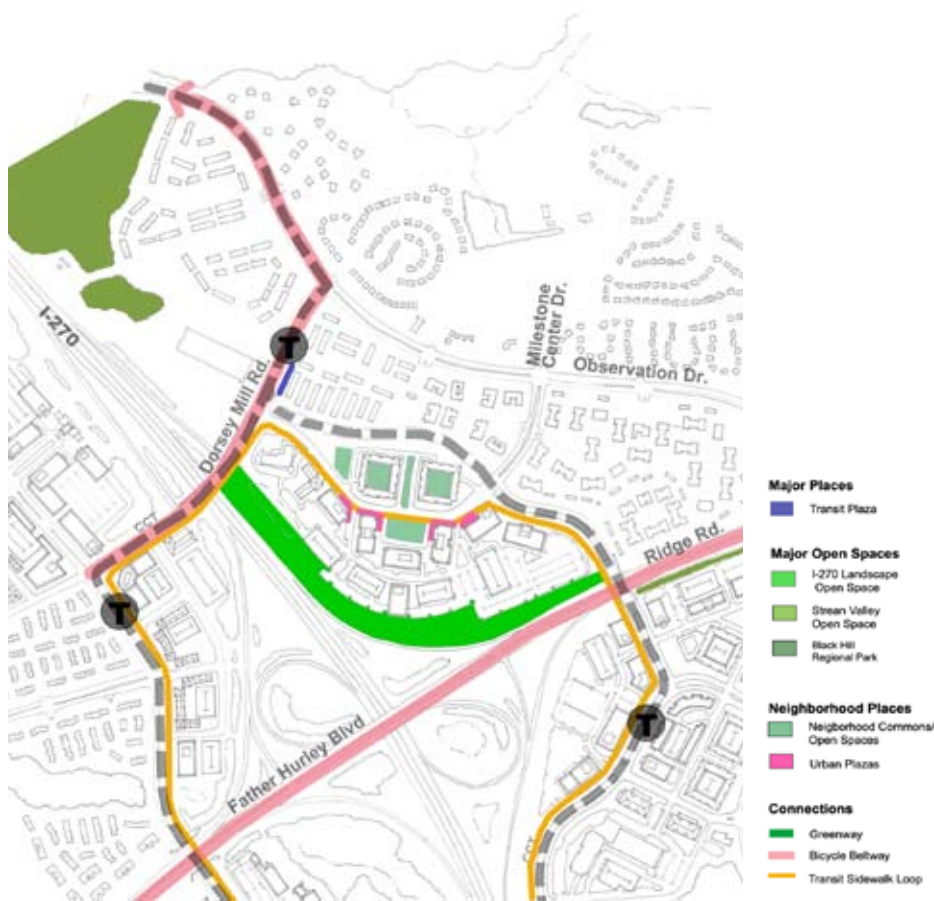 I-270
T
Dorsey Mill Rd.
Milestone
Center Dr.
Observation Dr.
CCT
Ridge Rd.
T
T
Father Hurley Blvd
CCT
Major Places
Transit Plaza
Major Open Spaces
I-270 Landscape
Open Space
Strean Valley
Open Space
Black Hill
Regional Park
Neighborhood Places
Neigborhood Commons/
Open Spaces
Urban Plazas
Connections
Greenway
Bicycle Beltway
Transit Sidewalk Loop